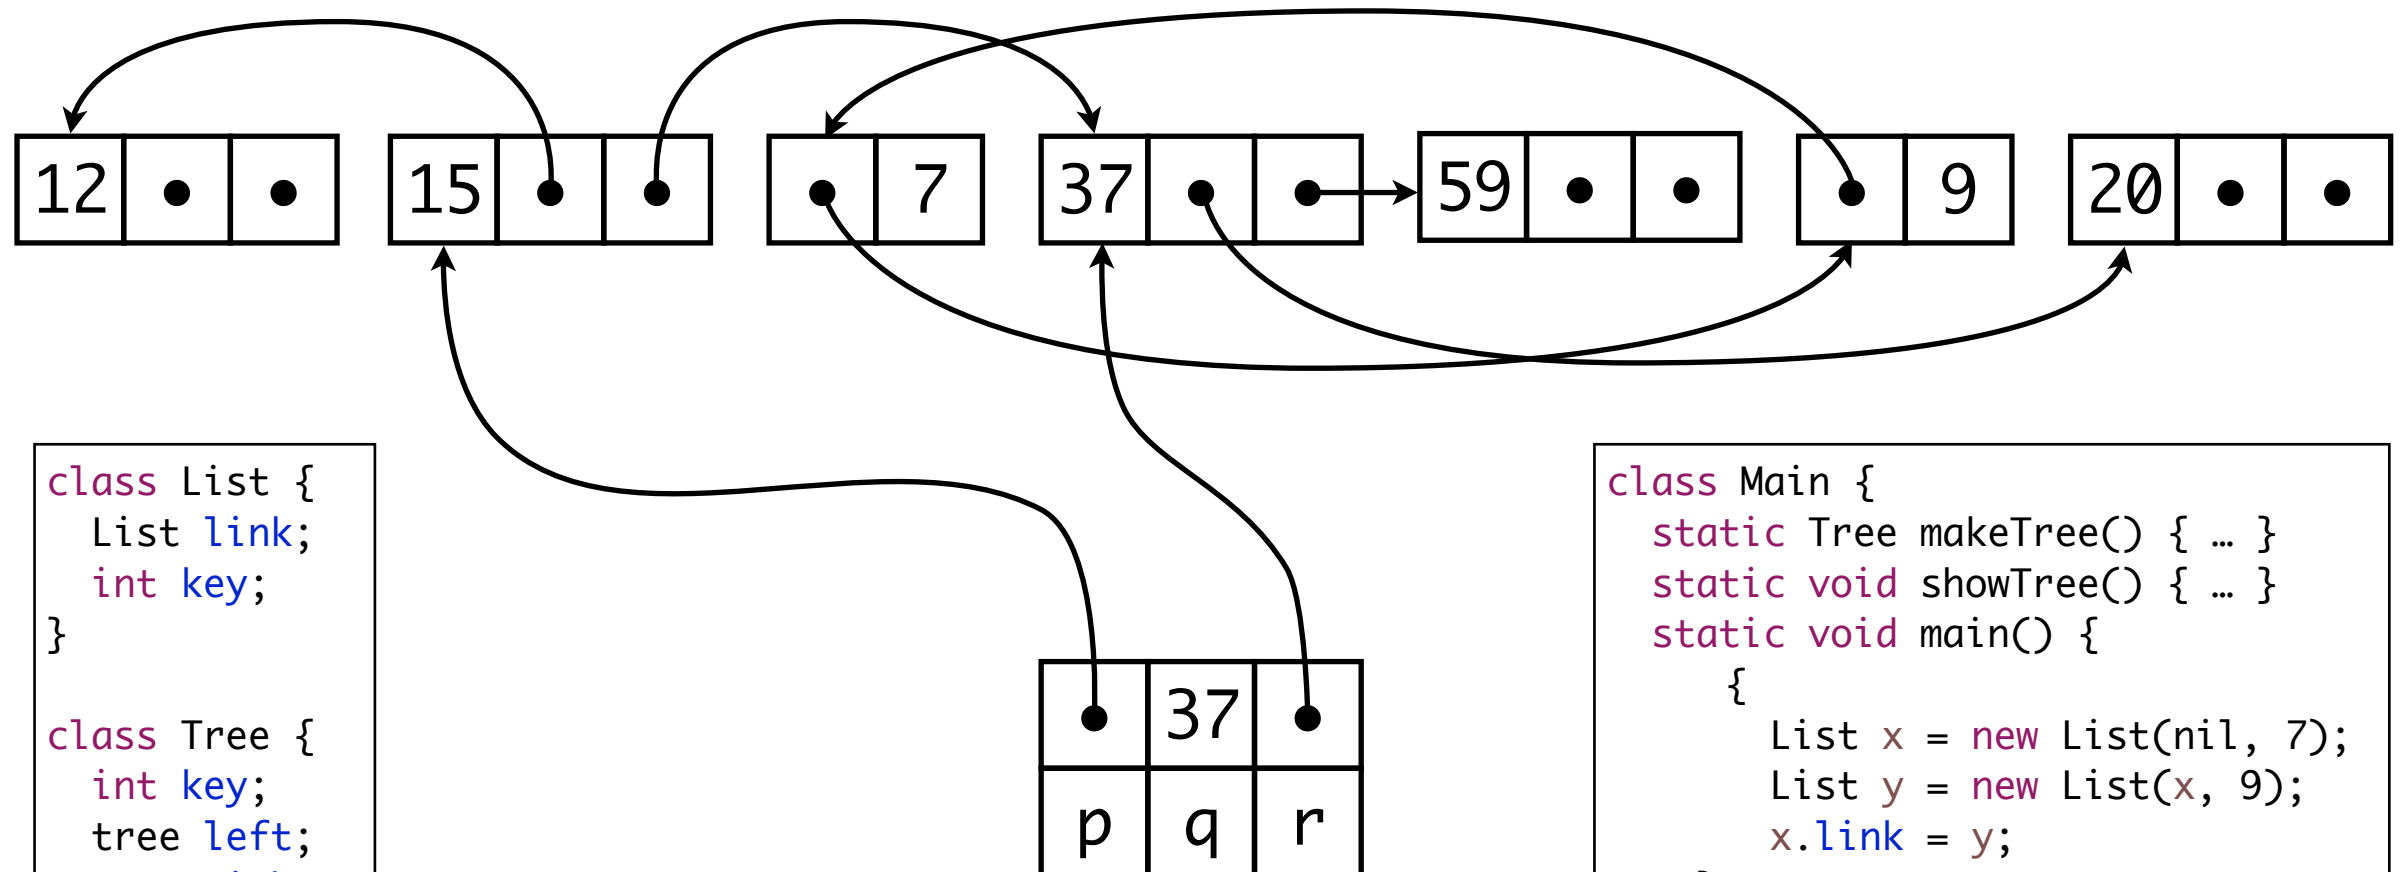 12 15 7 37 59 9 20
class List {
List link;
int key;
}
class Tree {
int key;
tree left;
37
p q r
class Main {
static Tree makeTree() { … }
static void showTree() { … }
static void main() {
{
List x = new List(nil, 7);
List y = new List(x, 9);
x.link = y;